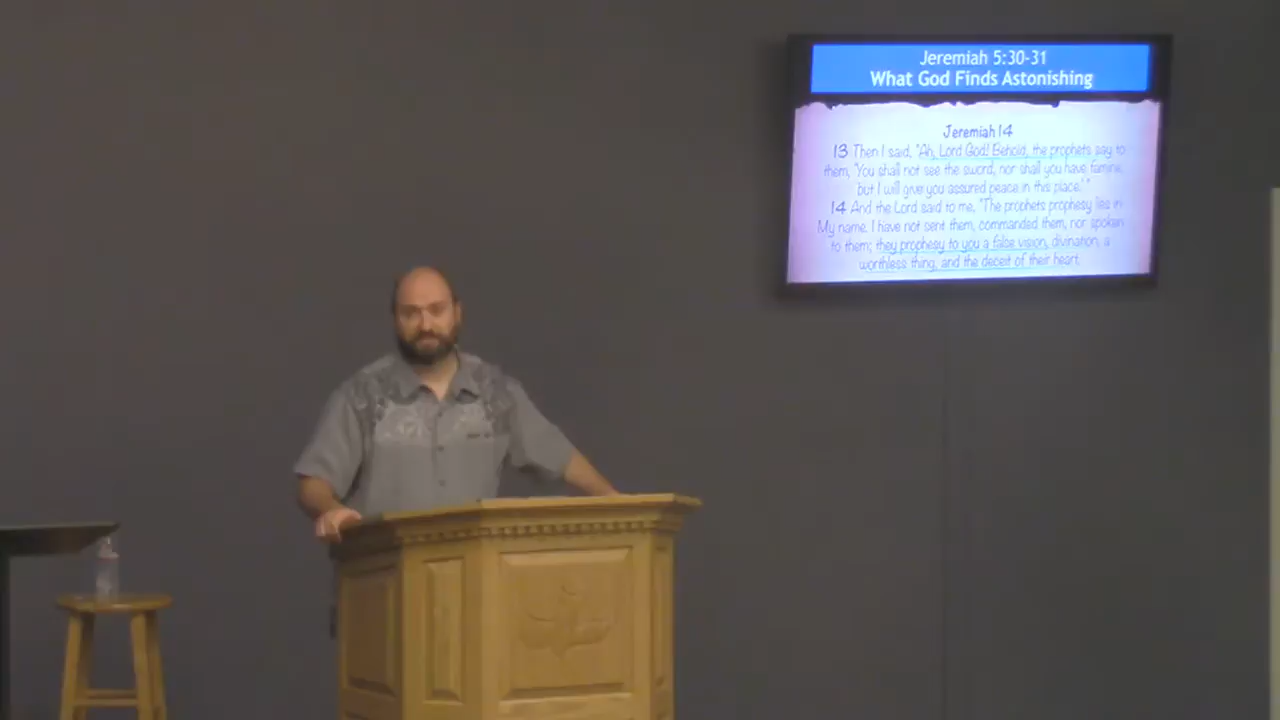 Jeremiah 5:30-31
What God Finds Astonishing
Jeremiah 14
13 Then I said, "Ah, Lord God! Behold, the prophets say to
them, 'You shall not see the sword, nor shall you have famine,
but I will give you assured peace in this place.' "
14 And the Lord said to me, "The prophets prophesy lies in
My name. I have not sent them, commanded them, nor spoken
to them; they prophesy to you a false vision, divination, a
worthless thing, and the deceit of their heart.